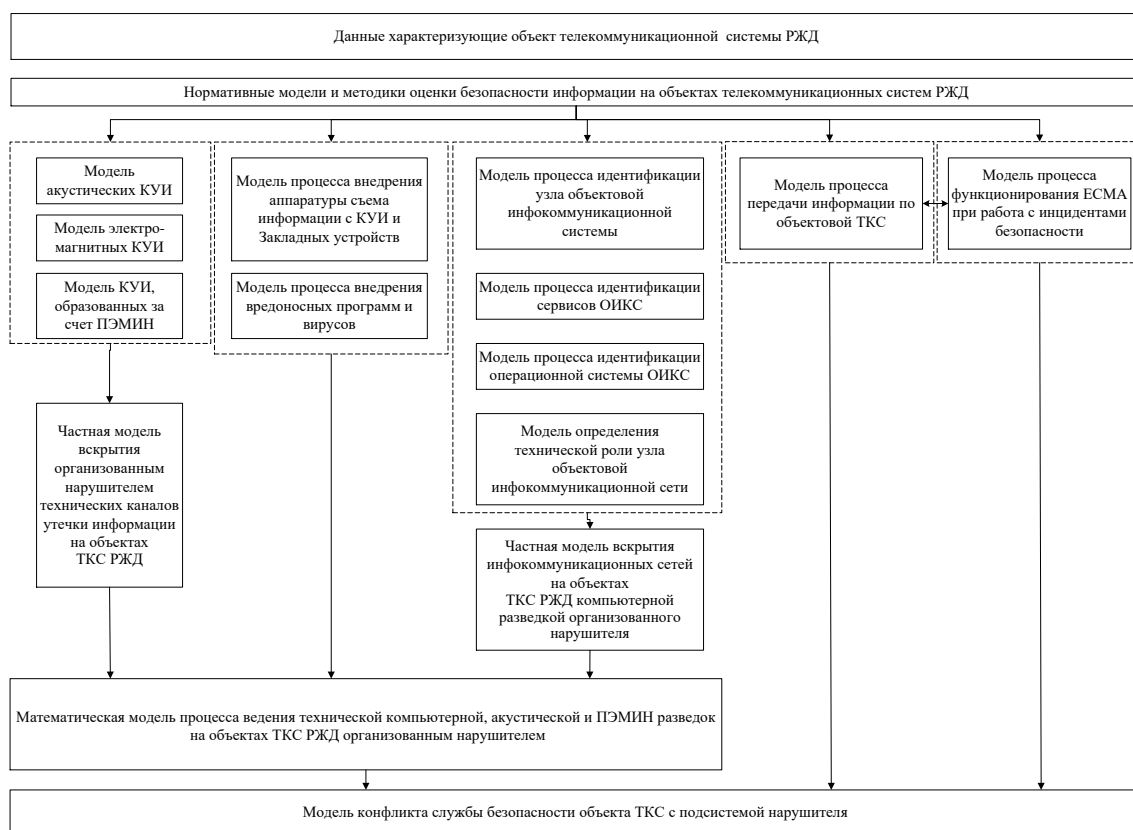 Данные характеризующие объект телекоммуникационной системы РЖД
Нормативные модели и методики оценки безопасности информации на объектах телекоммуникационных систем РЖД
Модель
акустических КУИ
Модель электро-
магнитных КУИ
Модель КУИ,
образованных за
счет ПЭМИН
Частная модель
вскрытия
организованным
нарушителем
технических каналов
утечки информации
на объектах
ТКС РЖД
Модель процесса внедрения
аппаратуры съема
информации с КУИ и
Закладных устройств
Модель процесса внедрения
вредоносных программ и
вирусов
Модель процесса идентификации
узла объектовой
инфокоммуникационной
системы
Модель процесса идентификации
сервисов ОИКС
Модель процесса идентификации
операционной системы ОИКС
Модель определения
технической роли узла
объектовой
инфокоммуникационной сети
Частная модель вскрытия
инфокоммуникационных сетей
на объектах
ТКС РЖД компьютерной
разведкой организованного
нарушителя
Модель процесса
передачи информации по
объектовой ТКС
Модель процесса
функционирования ЕСМА
при работа с инцидентами
безопасности
Математическая модель процесса ведения технической компьютерной, акустической и ПЭМИН разведок
на объектах ТКС РЖД организованным нарушителем
Модель конфликта службы безопасности объекта ТКС с подсистемой нарушителя